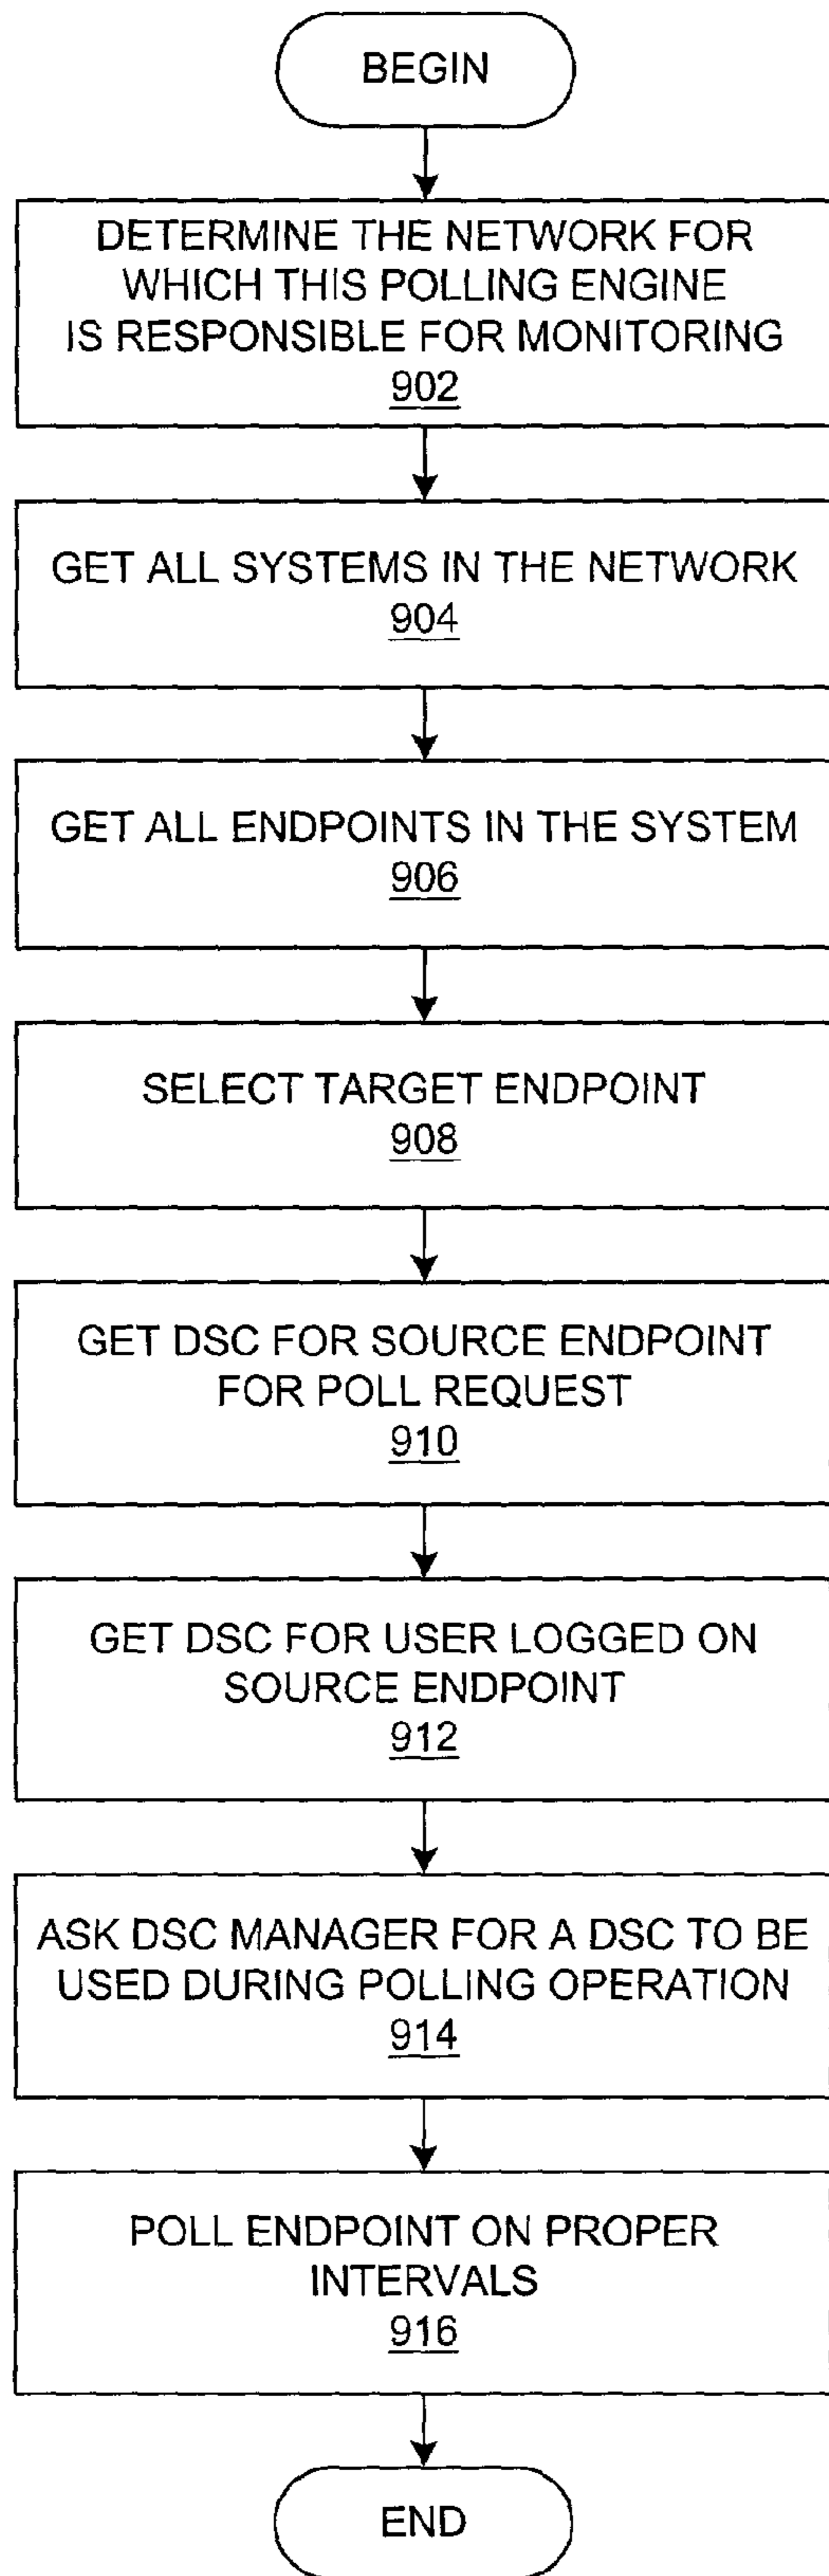 BEGIN
DETERMINE THE NETWORK FOR
WHICH THIS POLLING ENGINE
IS RESPONSIBLE FOR MONITORING
902
GET ALL SYSTEMS IN THE NETWORK
904
GET ALL ENDPOINTS IN THE SYSTEM
906
SELECT TARGET ENDPOINT
908
GET DSC FOR SOURCE ENDPOINT
FOR POLL REQUEST
910
GET DSC FOR USER LOGGED ON
SOURCE ENDPOINT
912
ASK DSC MANAGER FOR A DSC TO BE
USED DURING POLLING OPERATION
914
POLL ENDPOINT ON PROPER
INTERVALS
916
END